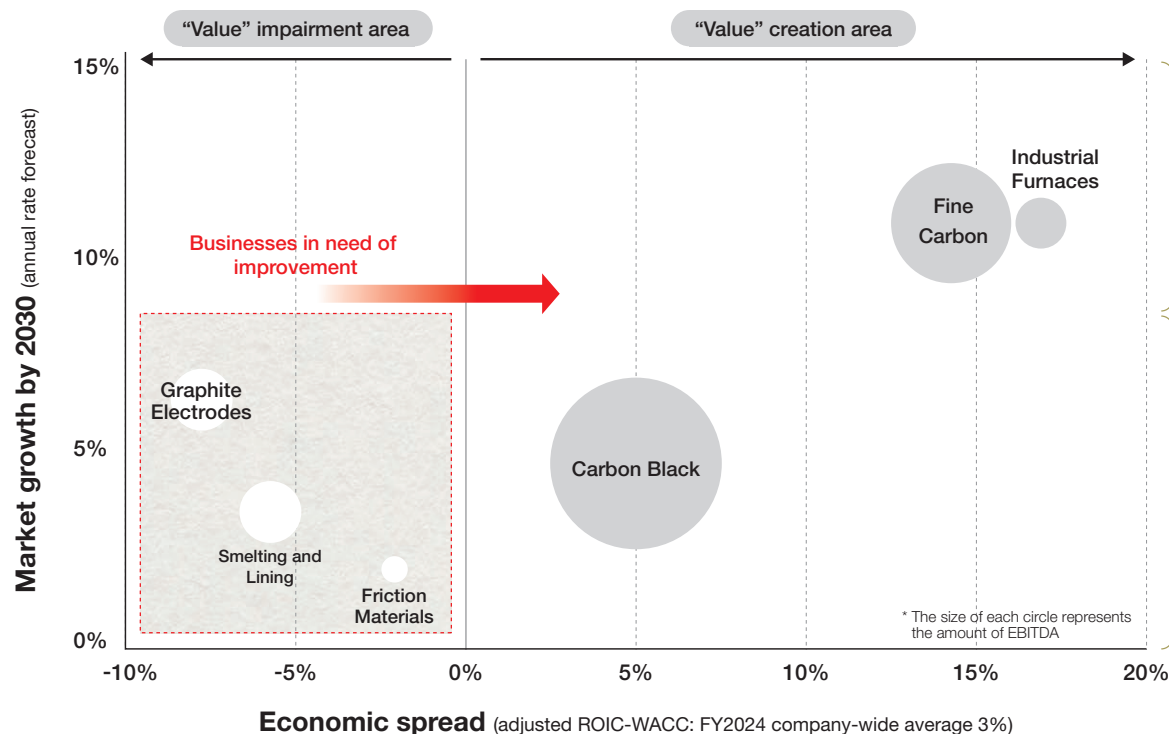 “Value” impairment area
“Value” creation area
Market growth by 2030 (annual rate forecast)
15%
10%
5%
0%
Businesses in need of
improvement
Industrial
Furnaces
Fine
Carbon
Graphite
Electrodes
Carbon Black
Smelting and
Lining
Friction
Materials
* The size of each circle represents
the amount of EBITDA
-10%
-5%
0%
5%
10%
15%
20%
Economic spread (adjusted ROIC-WACC: FY2024 company-wide average 3%)